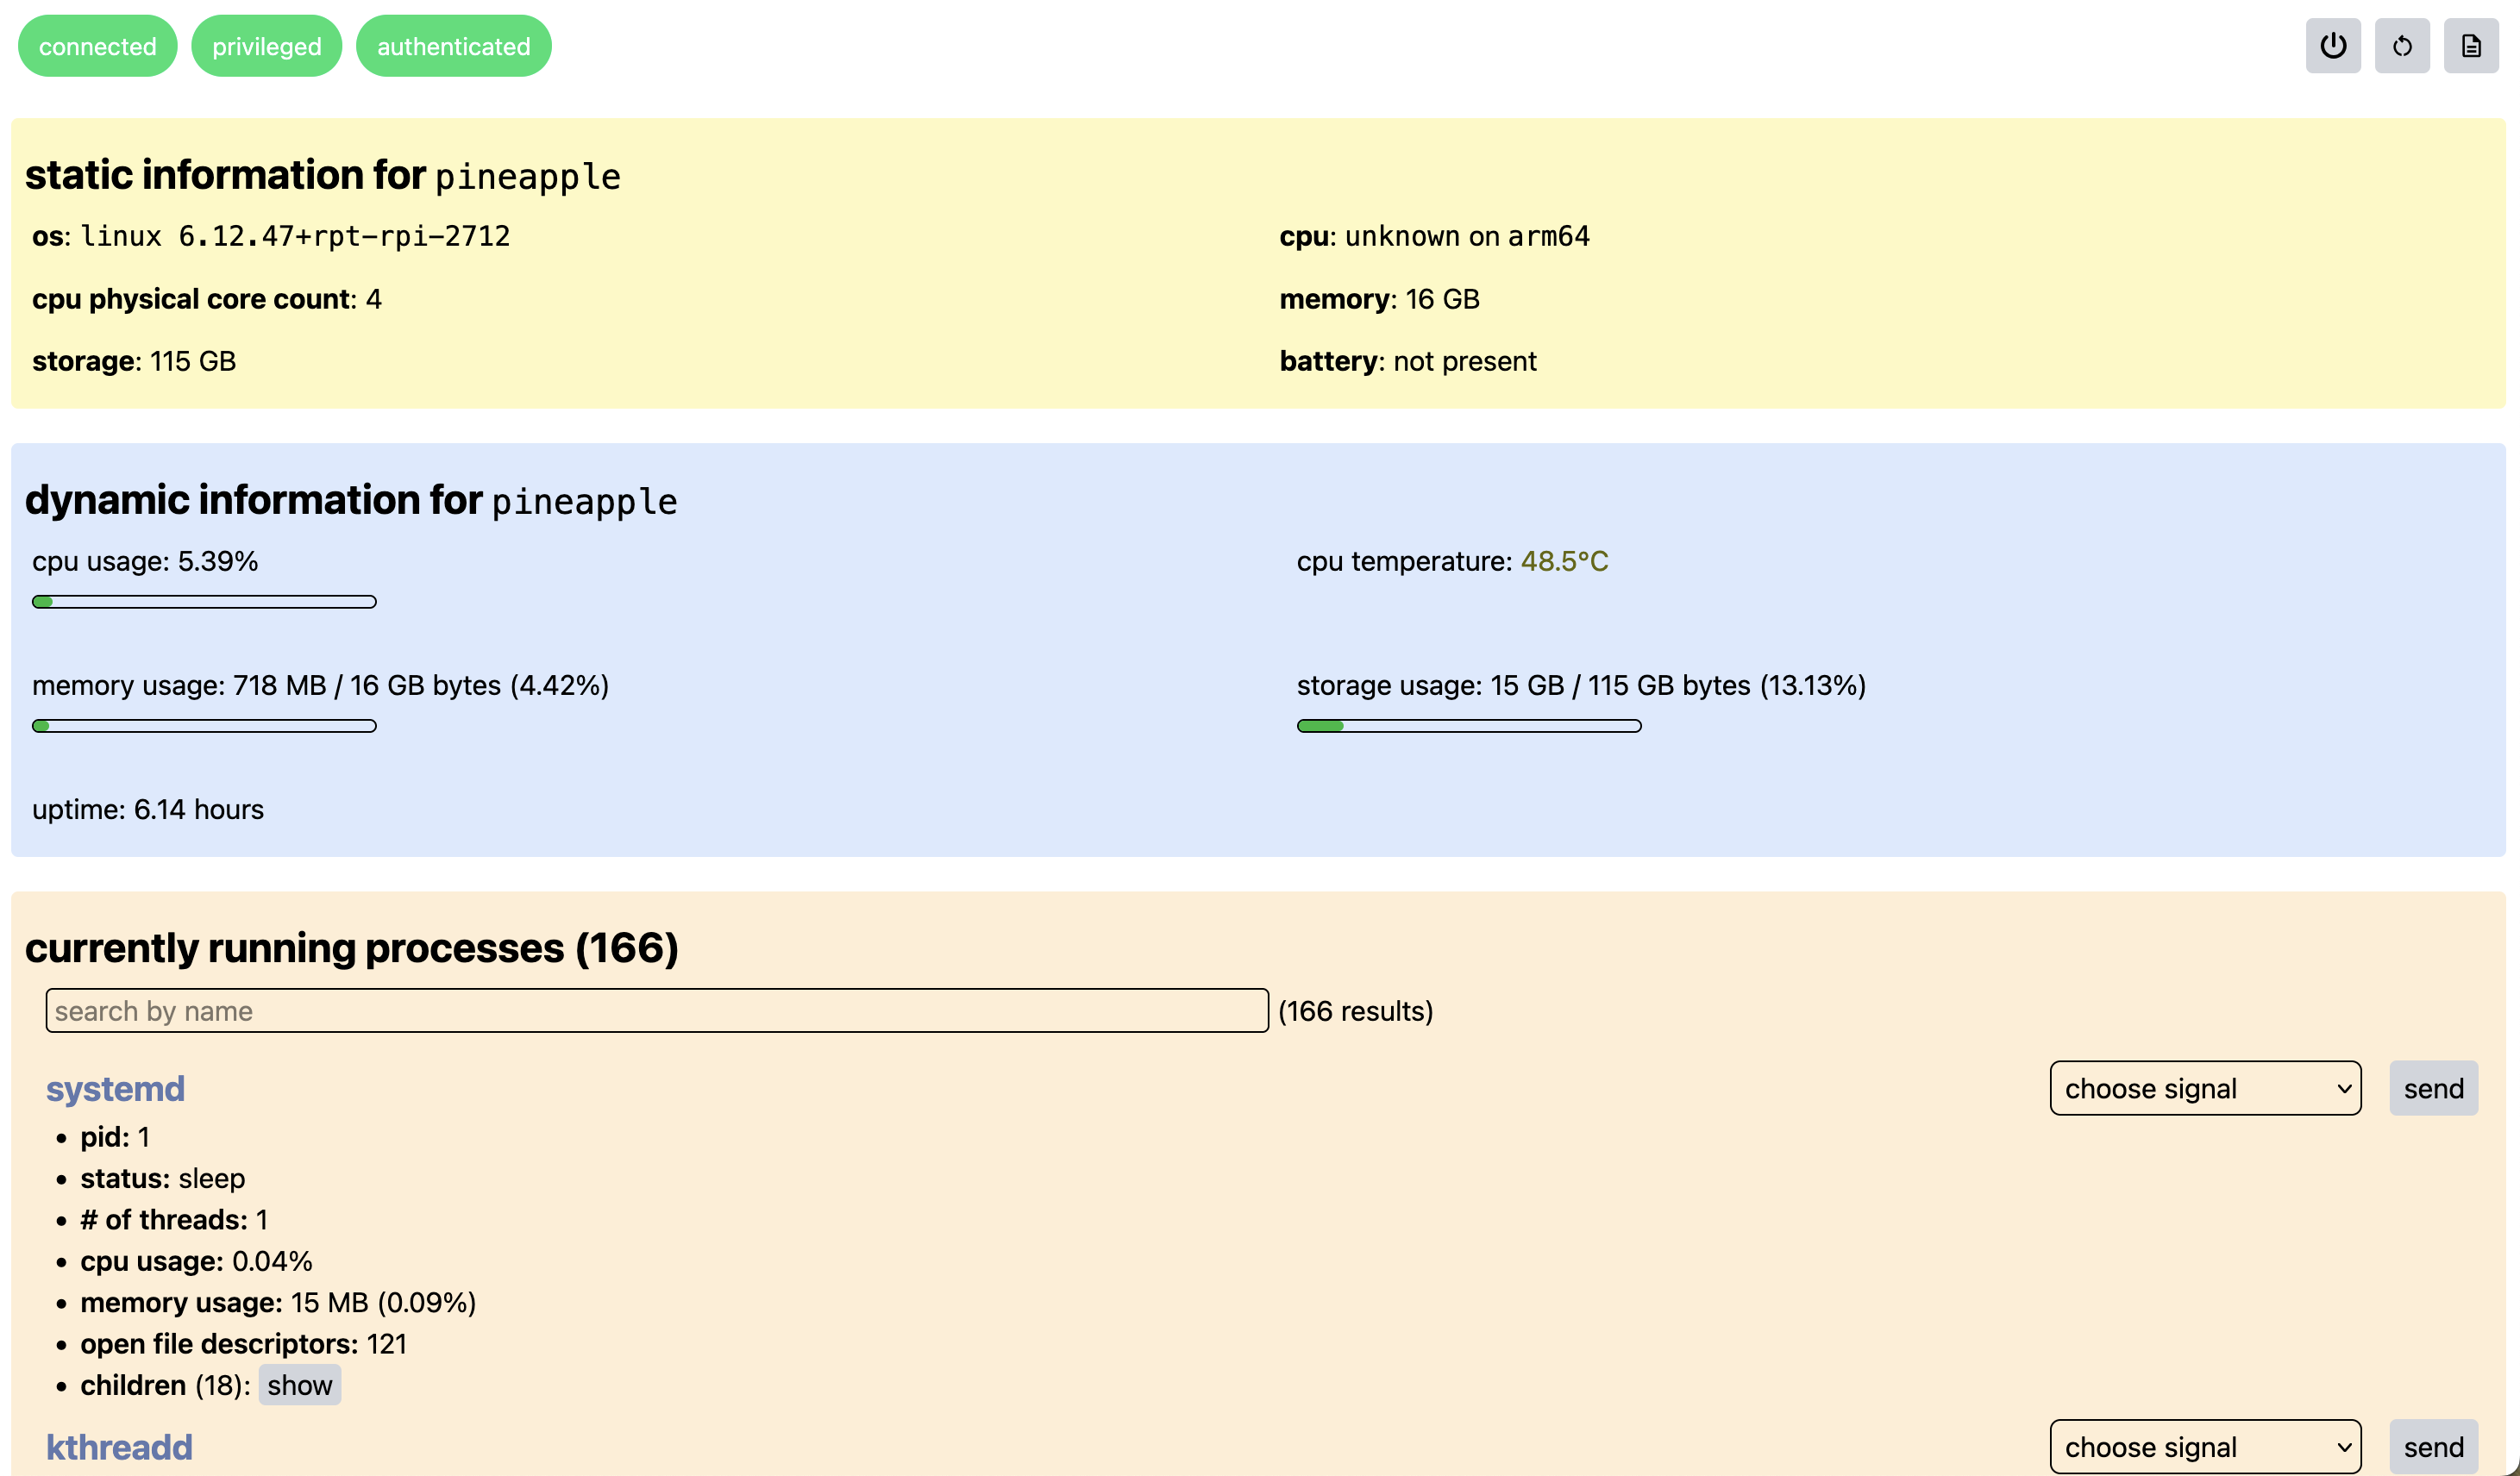 connected privileged authenticated
static information for pineapple
os: linux 6.12.47+rpt-rpi-2712
cpu: unknown on arm64
cpu physical core count: 4
memory: 16 GB
storage: 115 GB
battery: not present
dynamic information for pineapple
cpu usage: 5.39%
cpu temperature: 48.5°C
memory usage: 718 MB / 16 GB bytes (4.42%)
storage usage: 15 GB / 115 GB bytes (13.13%)
uptime: 6.14 hours
currently running processes (166)
search by name (166 results)
systemd
choose signal send
• pid: 1
• status: sleep
• # of threads: 1
• cpu usage: 0.04%
• memory usage: 15 MB (0.09%)
• open file descriptors: 121
• children (18): show
kthreadd
choose signal send